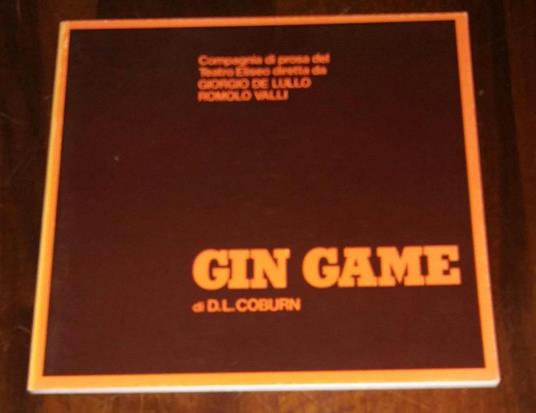 Compagnia di prosa del
Teatro Eliseo diretta da
GIORGIO DE LULLO
ROMOLO VALLI
GIN GAME
di D.L. COBURN